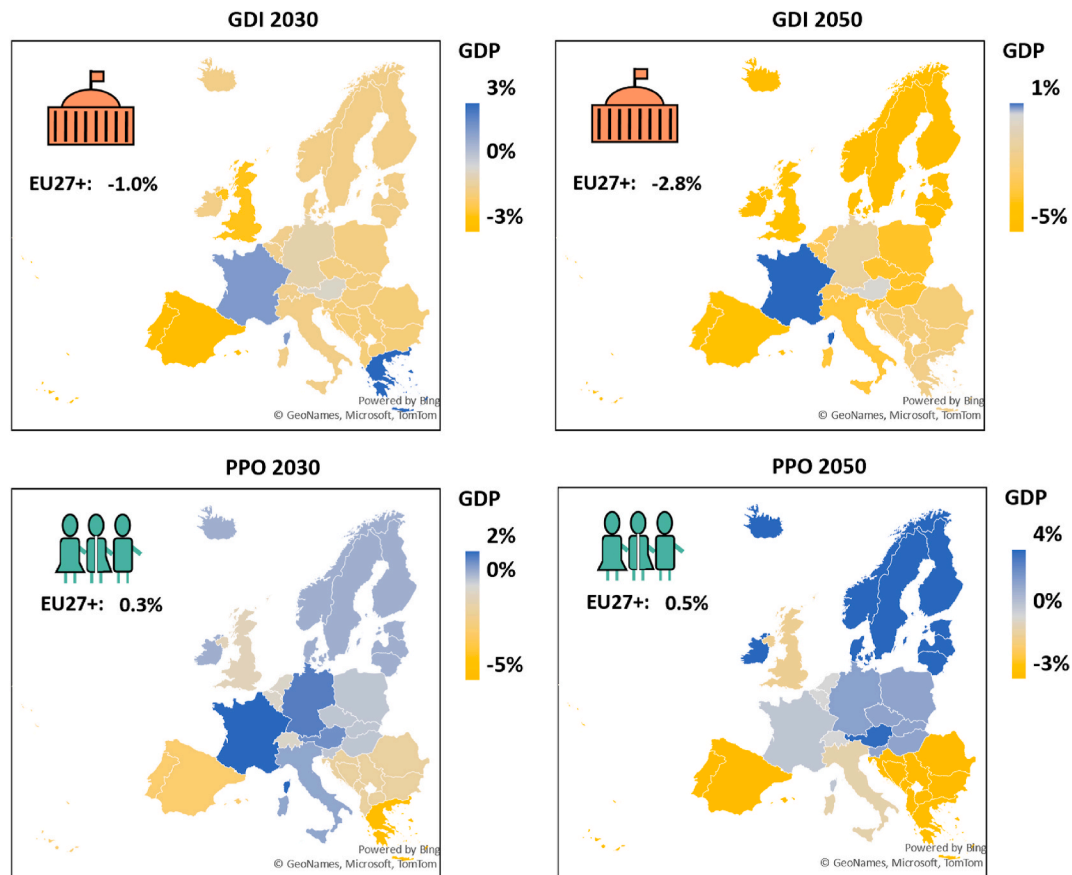 GDI 2030
GDP
3%
0%
-3%
EU27+: -1.0%
Powered by Bing
© GeoNames, Microsoft, TomTom
GDI 2050
GDP
1%
-5%
EU27+: -2.8%
Powered by Bing
© GeoNames, Microsoft, TomTom
PPO 2030
GDP
2%
0%
-5%
EU27+: 0.3%
Powered by Bing
© GeoNames, Microsoft, TomTom
PPO 2050
GDP
4%
0%
-3%
EU27+: 0.5%
Powered by Bing
© GeoNames, Microsoft, TomTom